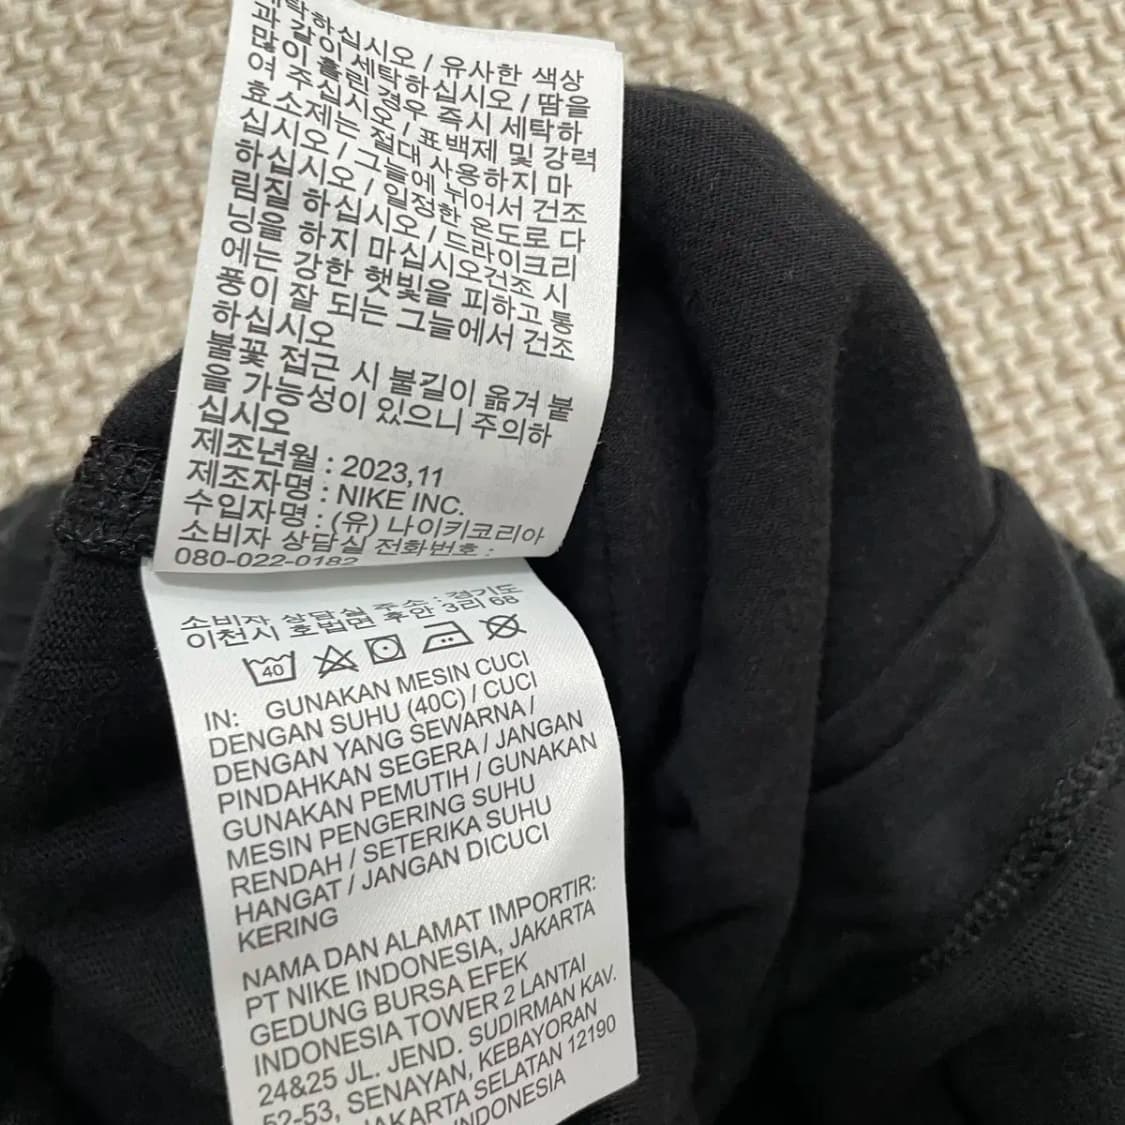 세탁하십시오 / 유사한 색상
과 같이 세탁하십시오 / 땀을
많이 흘린 경우 즉시 세탁하
여 주십시오 / 표백제 및 강력
효소제는 절대 사용하지 마
십시오 / 그늘에 뉘어서 건조
하십시오 / 일정한 온도로 다
림질 하십시오 / 드라이크리
닝을 하지 마십시오건조 시
에는 강한 햇빛을 피하고 통
풍이 잘 되는 그늘에서 건조
하십시오
불꽃 접근 시 불길이 옮겨 붙
을 가능성이 있으니 주의하
십시오
제조년월 : 2023,11
제조자명 : NIKE INC.
수입자명 : (유) 나이키코리아
소비자 상담실 전화번호 :
080-022-0182
소비자 상담실 주소 : 경기도
이천시 호법면 후안 3리 68
40
IN: GUNAKAN MESIN CUCI
DENGAN SUHU (40C) / CUCI
DENGAN YANG SEWARNA /
PINDAHKAN SEGERA / JANGAN
GUNAKAN PEMUTIH / GUNAKAN
MESIN PENGERING SUHU
RENDAH / SETERIKA SUHU
HANGAT / JANGAN DICUCI
KERING
NAMA DAN ALAMAT IMPORTIR:
PT NIKE INDONESIA, JAKARTA
GEDUNG BURSA EFEK
INDONESIA TOWER 2 LANTAI
24&25 JL. JEND. SUDIRMAN KAV.
52-53, SENAYAN, KEBAYORAN
JAKARTA SELATAN 12190
INDONESIA